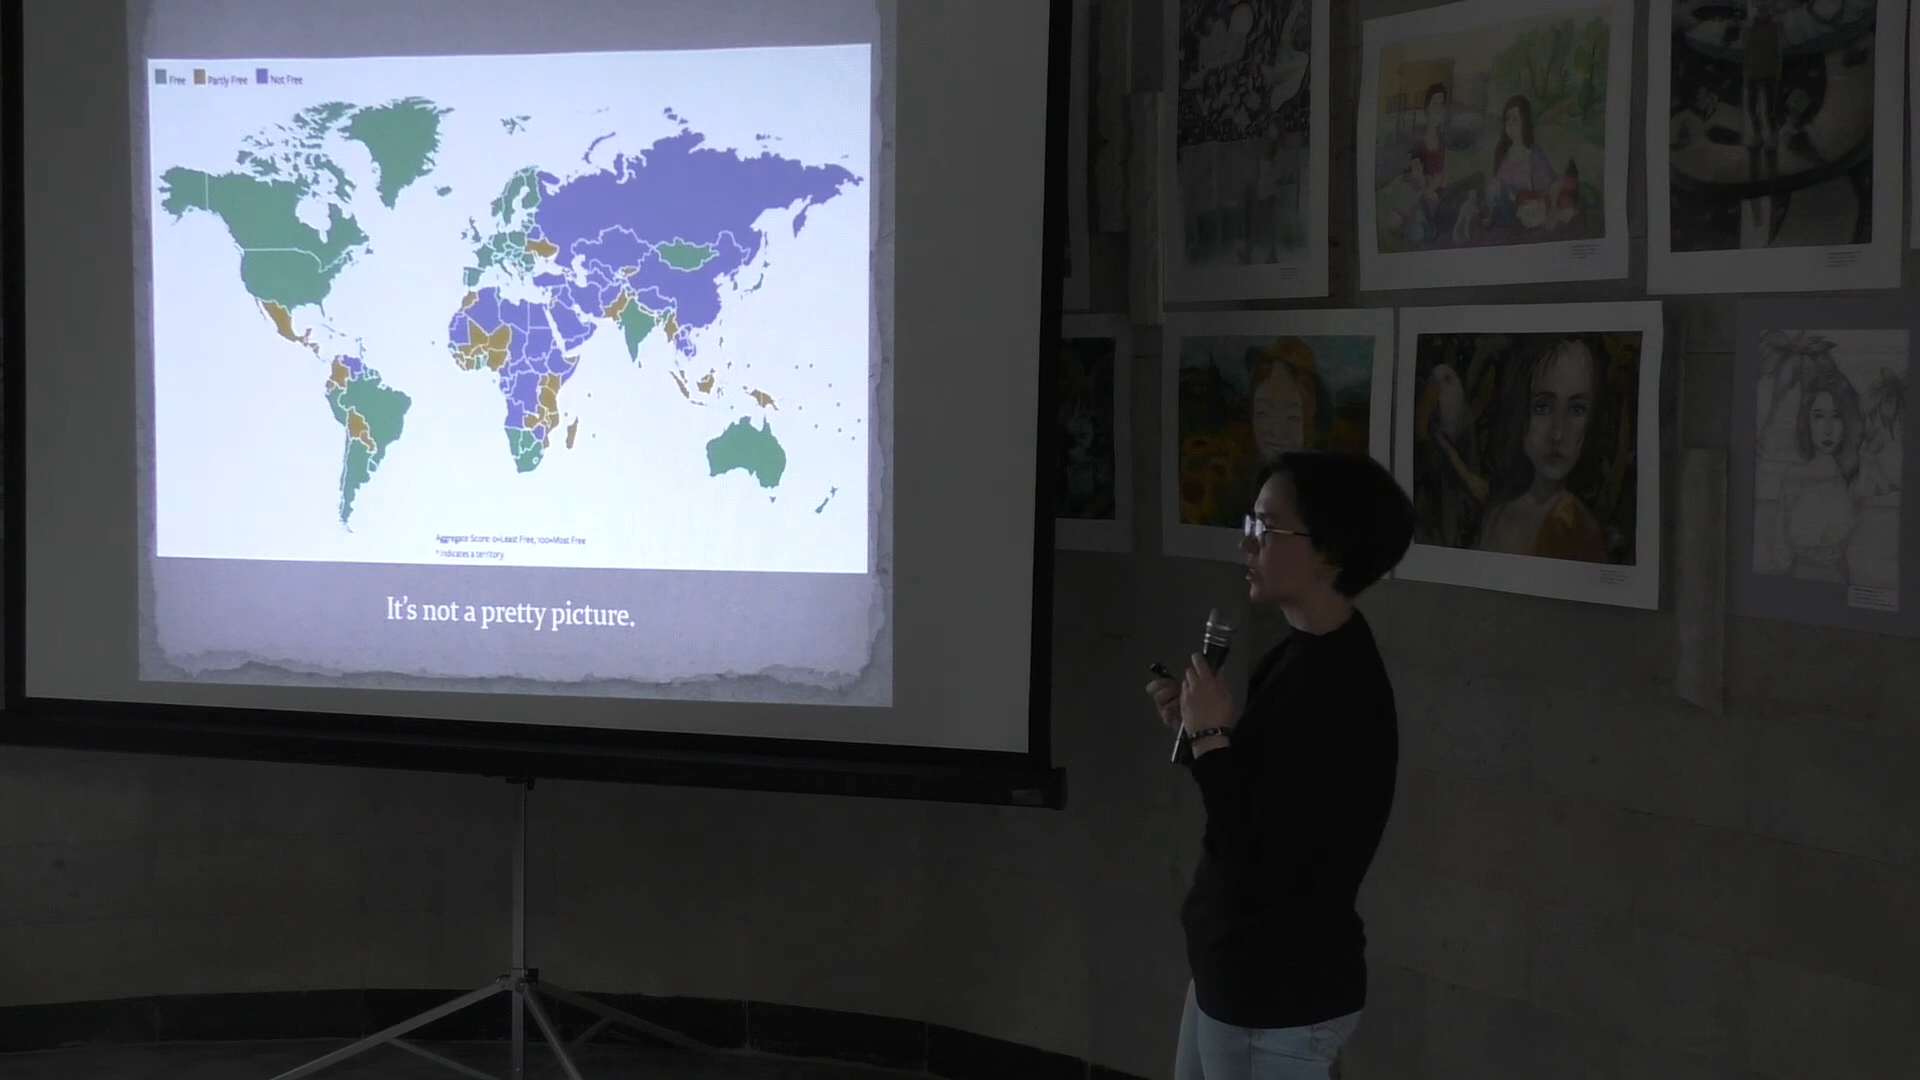 Free Partly Free Not Free
Aggregate Score: 0=Least Free, 100=Most Free
* Indicates a territory
It's not a pretty picture.